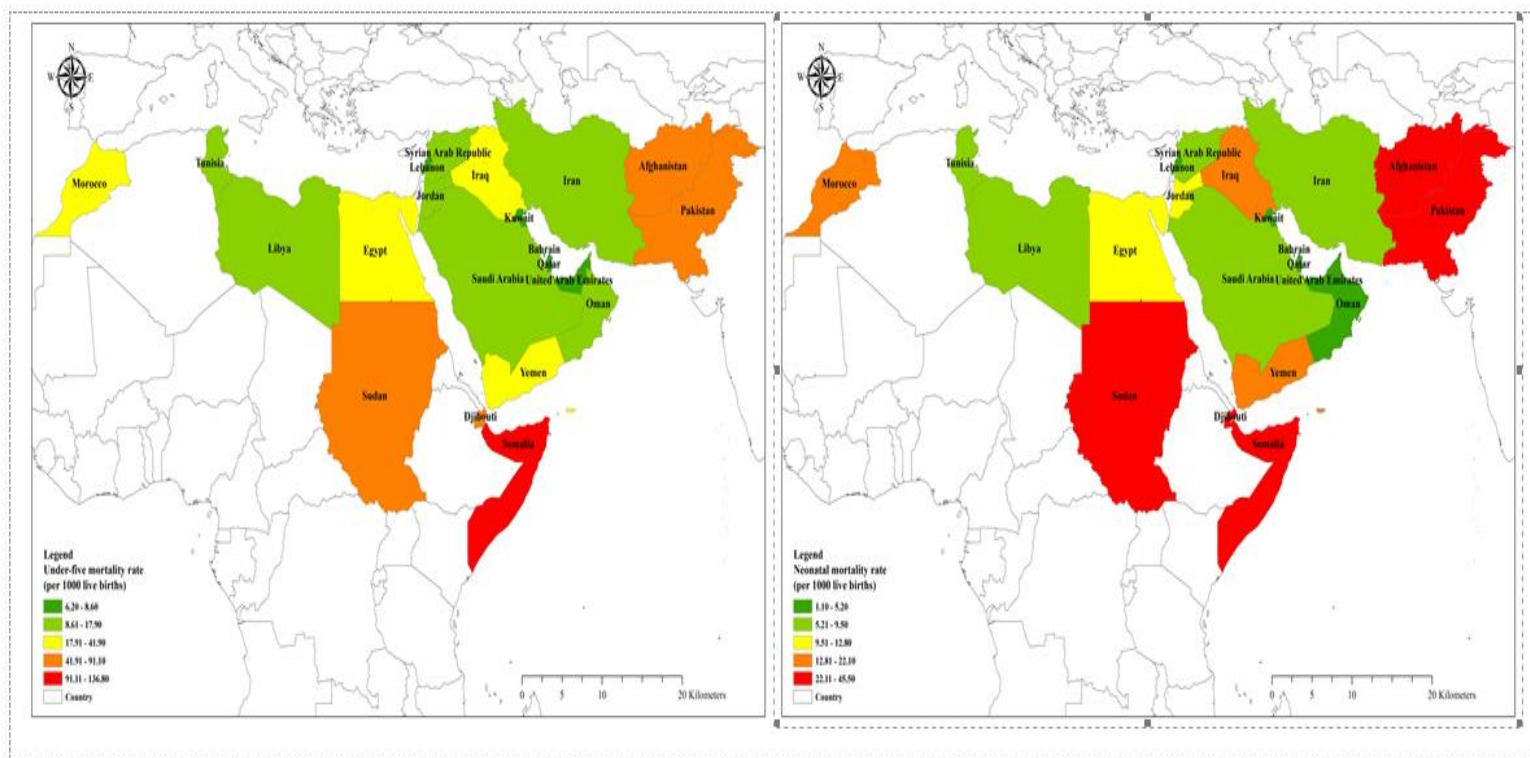 N
W E
S
Syrian Arab Republic
Tunisia
Lebanon
Afghanistan
Morocco
Iraq
Iran
Jordan
Pakistan
Kuwait
Libya
Egypt
Bahrain
Qatar
Saudi Arabia
United Arab Emirates
Oman
Yemen
Sudan
Djibouti
Somalia
Legend
Under-five mortality rate
(per 1000 live births)
6.20 - 8.60
8.61 - 17.90
17.91 - 41.90
41.91 - 91.10
91.11 - 136.80
Country
0 5 10 20 Kilometers
N
W E
S
Syrian Arab Republic
Tunisia
Lebanon
Afghanistan
Morocco
Iraq
Iran
Jordan
Pakistan
Kuwait
Libya
Egypt
Bahrain
Qatar
Saudi Arabia
United Arab Emirates
Oman
Yemen
Sudan
Djibouti
Somalia
Legend
Neonatal mortality rate
(per 1000 live births)
1.10 - 5.20
5.21 - 9.50
9.51 - 12.80
12.81 - 22.10
22.11 - 45.50
Country
0 5 10 20 Kilometers